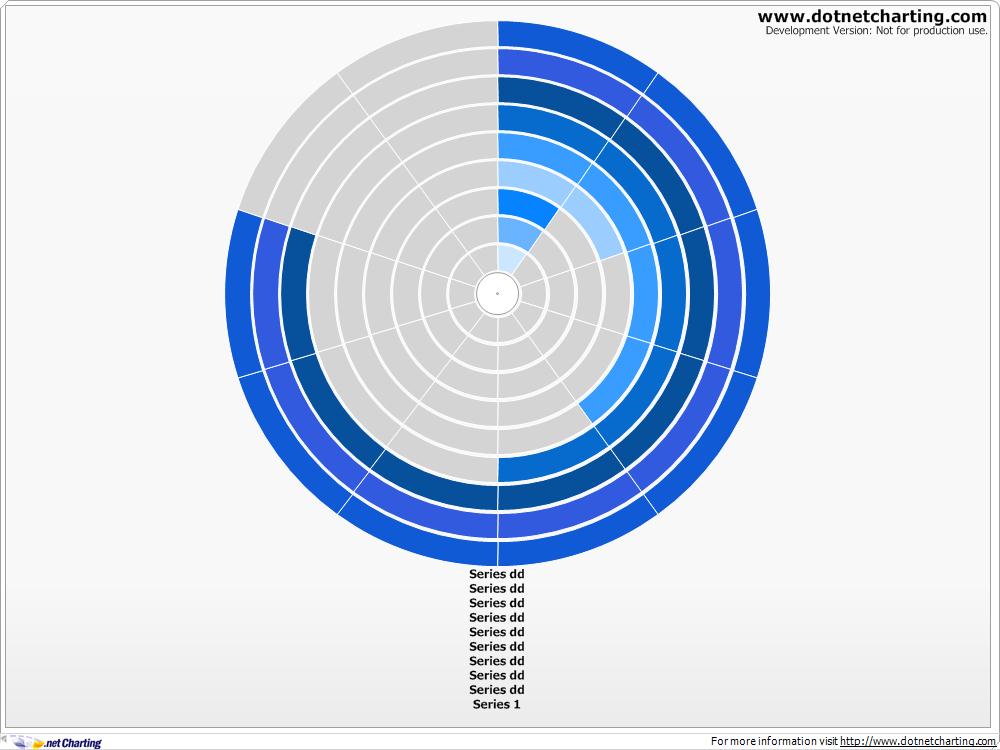 www.dotnetcharting.com
Development Version: Not for production use.
Series dd
Series dd
Series dd
Series dd
Series dd
Series dd
Series dd
Series dd
Series dd
Series 1
.net Charting
For more information visit http://www.dotnetcharting.com